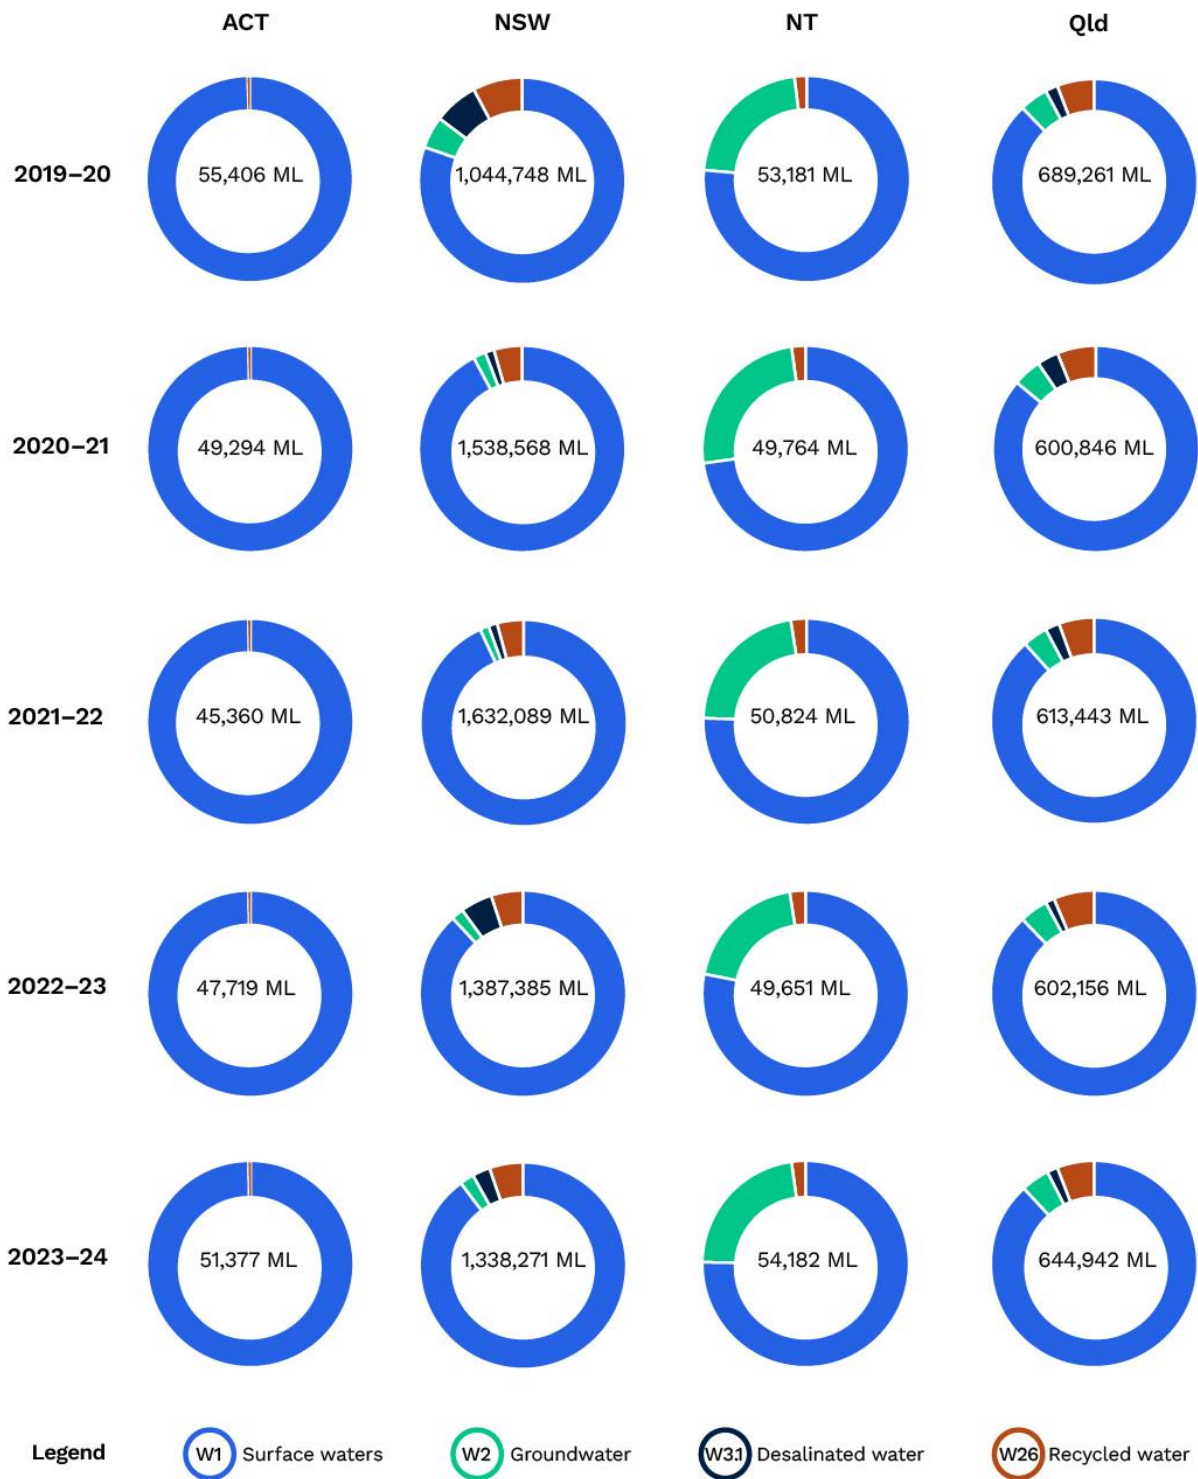 ACT NSW NT Qld
2019–20 55,406 ML 1,044,748 ML 53,181 ML 689,261 ML
2020–21 49,294 ML 1,538,568 ML 49,764 ML 600,846 ML
2021–22 45,360 ML 1,632,089 ML 50,824 ML 613,443 ML
2022–23 47,719 ML 1,387,385 ML 49,651 ML 602,156 ML
2023–24 51,377 ML 1,338,271 ML 54,182 ML 644,942 ML
Legend W1 Surface waters W2 Groundwater W3.1 Desalinated water W26 Recycled water